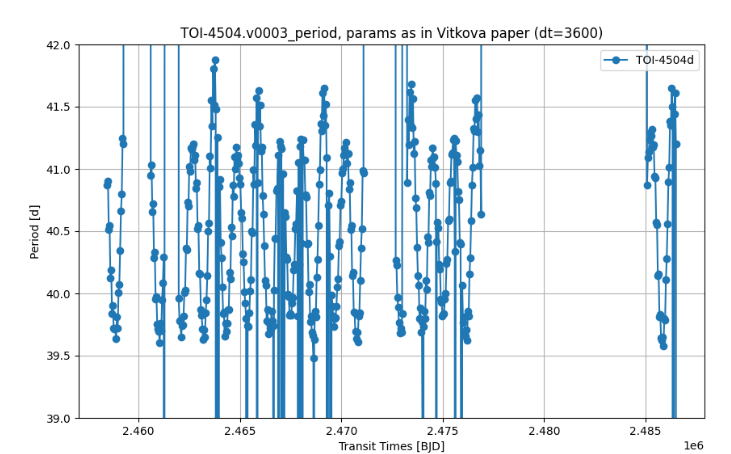 TOI-4504.v0003_period, params as in Vitkova paper (dt=3600)
42.0
41.5
41.0
40.5
40.0
39.5
39.0
Period [d]
TOI-4504d
2.460 2.465 2.470 2.475 2.480 2.485
1e6
Transit Times [BJD]